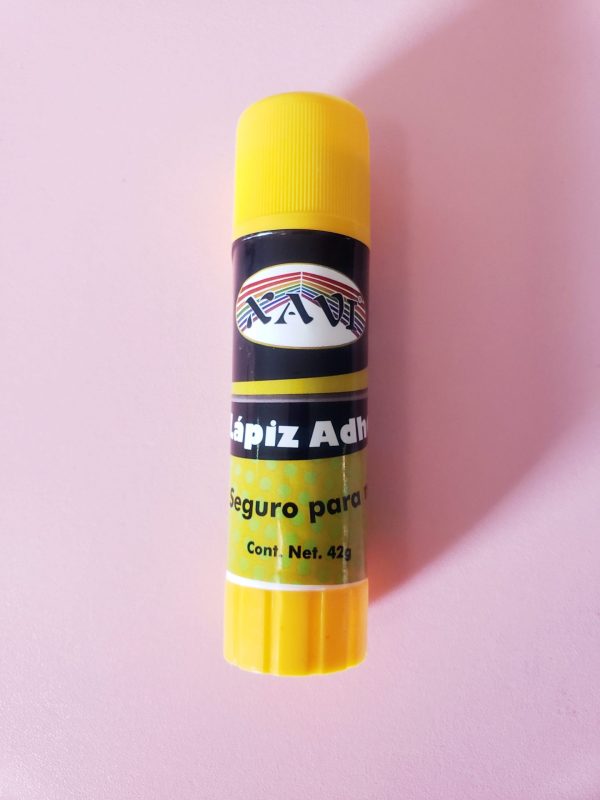 XAVI
Lápiz Adh
Seguro para
Cont. Net. 42g